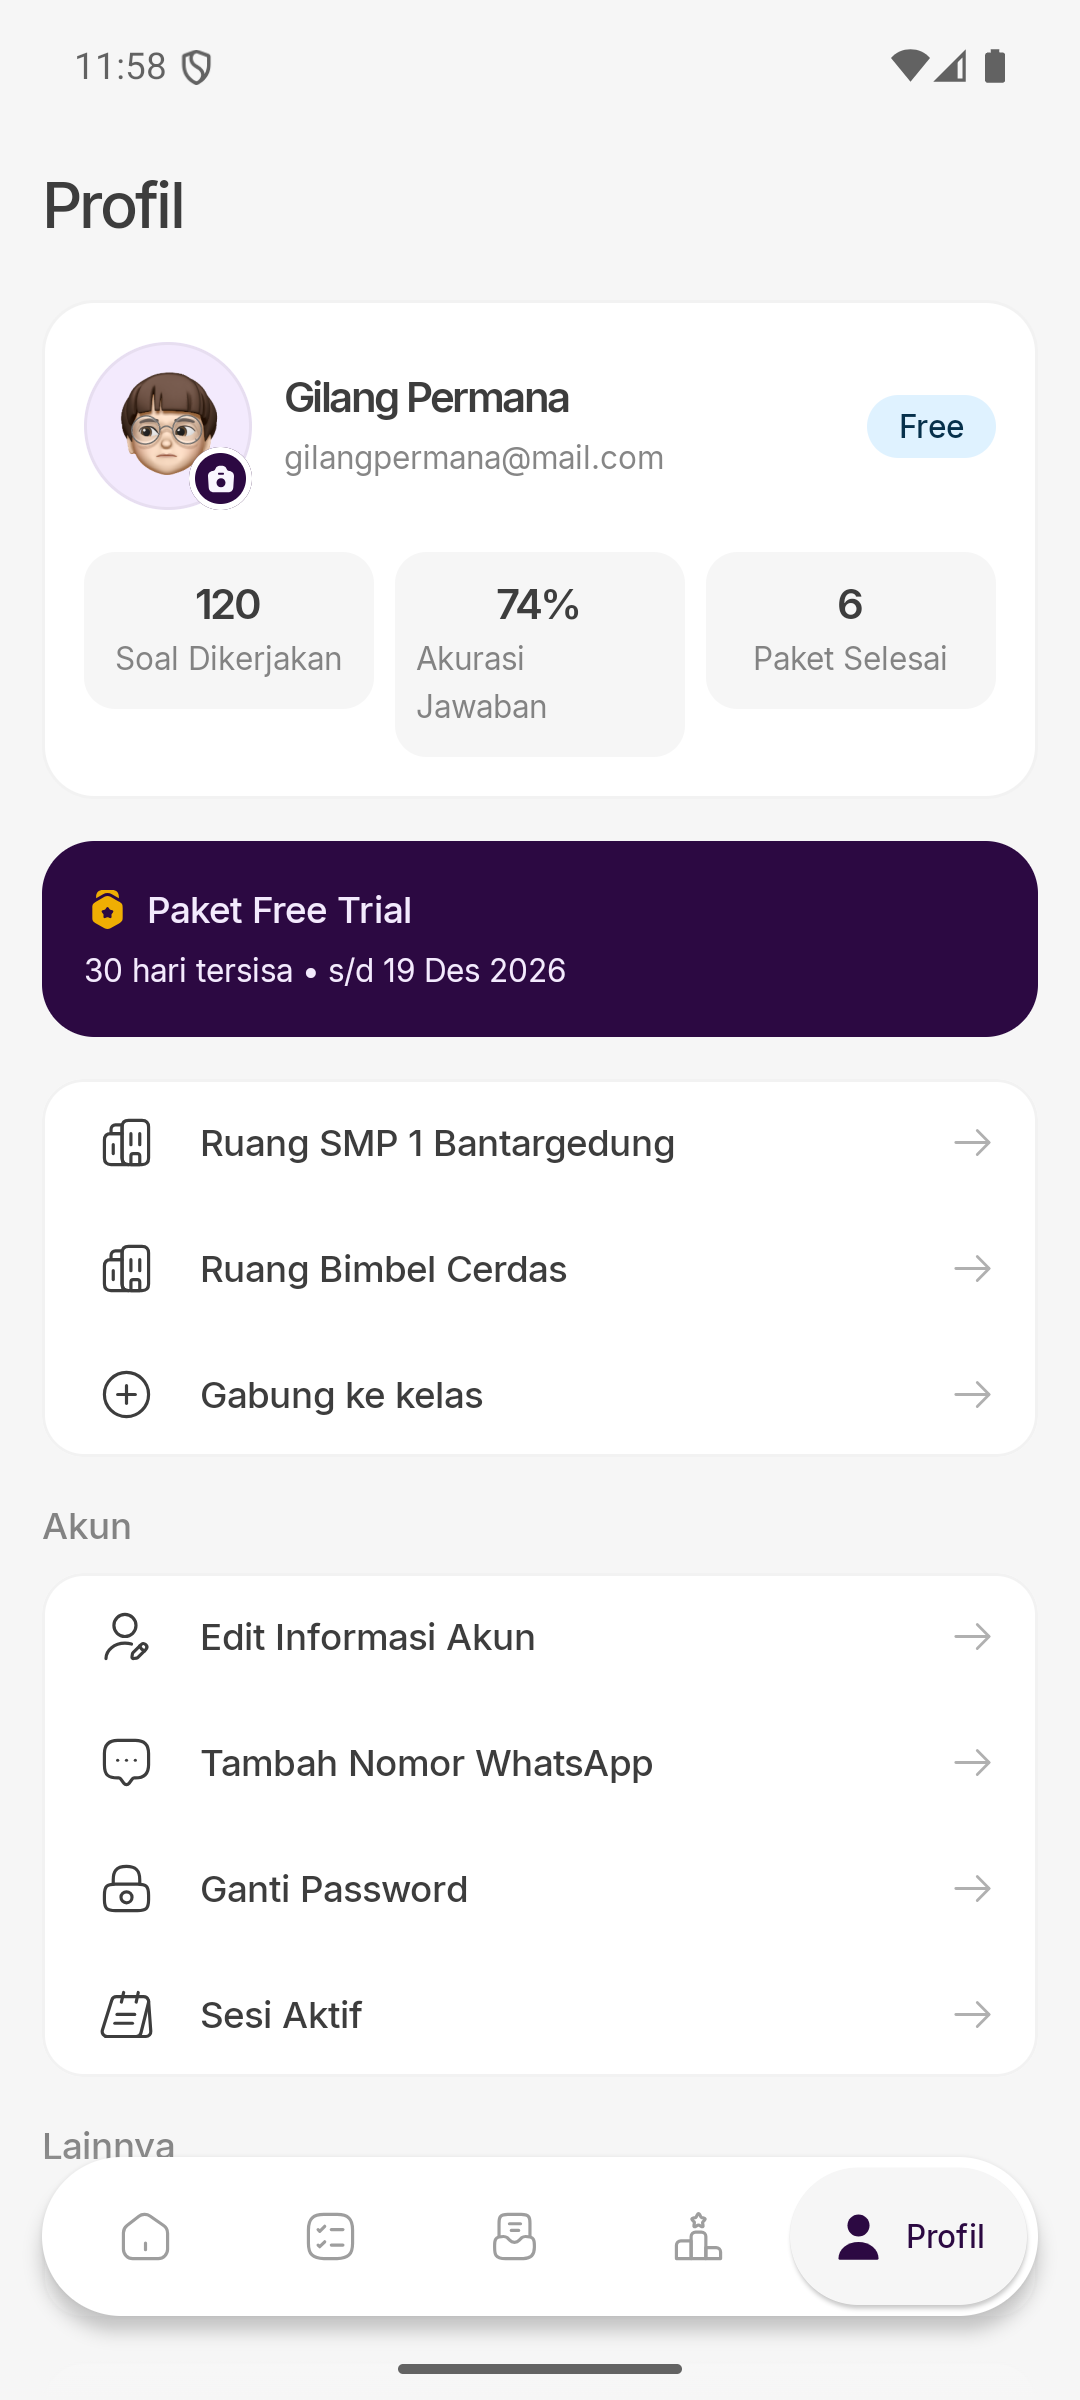 11:58
Profil
Gilang Permana
gilangpermana@mail.com
Free
120
Soal Dikerjakan
74%
Akurasi
Jawaban
6
Paket Selesai
Paket Free Trial
30 hari tersisa • s/d 19 Des 2026
Ruang SMP 1 Bantargedung
Ruang Bimbel Cerdas
Gabung ke kelas
Akun
Edit Informasi Akun
Tambah Nomor WhatsApp
Ganti Password
Sesi Aktif
Lainnya
Profil